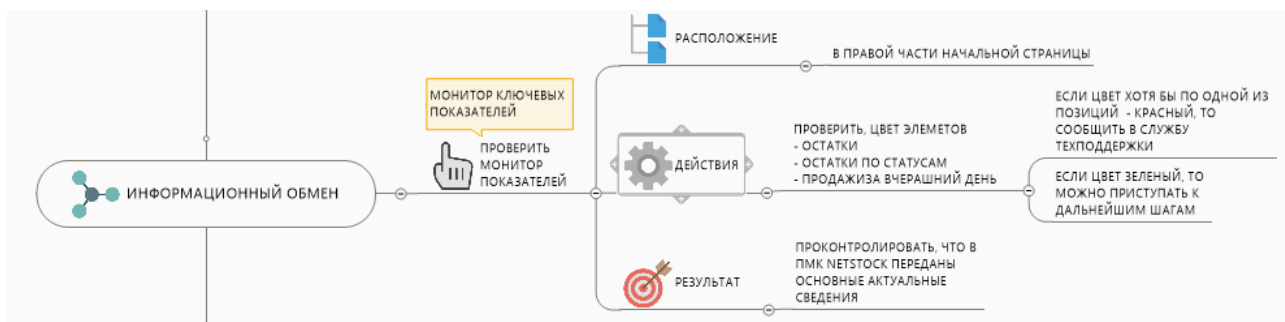 РАСПОЛОЖЕНИЕ
В ПРАВОЙ ЧАСТИ НАЧАЛЬНОЙ СТРАНИЦЫ
МОНИТОР КЛЮЧЕВЫХ
ПОКАЗАТЕЛЕЙ
ПРОВЕРИТЬ
МОНИТОР
ПОКАЗАТЕЛЕЙ
ИНФОРМАЦИОННЫЙ ОБМЕН
ДЕЙСТВИЯ
ПРОВЕРИТЬ, ЦВЕТ ЭЛЕМЕТОВ
- ОСТАТКИ
- ОСТАТКИ ПО СТАТУСАМ
- ПРОДАЖИЗА ВЧЕРАШНИЙ ДЕНЬ
ЕСЛИ ЦВЕТ ХОТЯ БЫ ПО ОДНОЙ ИЗ
ПОЗИЦИЙ - КРАСНЫЙ, ТО
СООБЩИТЬ В СЛУЖБУ
ТЕХПОДДЕРЖКИ
ЕСЛИ ЦВЕТ ЗЕЛЕНЫЙ, ТО
МОЖНО ПРИСТУПАТЬ К
ДАЛЬНЕЙШИМ ШАГАМ
РЕЗУЛЬТАТ
ПРОКОНТРОЛИРОВАТЬ, ЧТО В
ПМК NETSTOCK ПЕРЕДАНЫ
ОСНОВНЫЕ АКТУАЛЬНЫЕ
СВЕДЕНИЯ